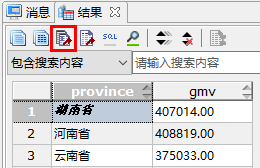 消息 结果
SQL
包含搜索内容 请输入搜索内容
province gmv
1 湖南省 407014.00
2 河南省 408819.00
3 云南省 375033.00